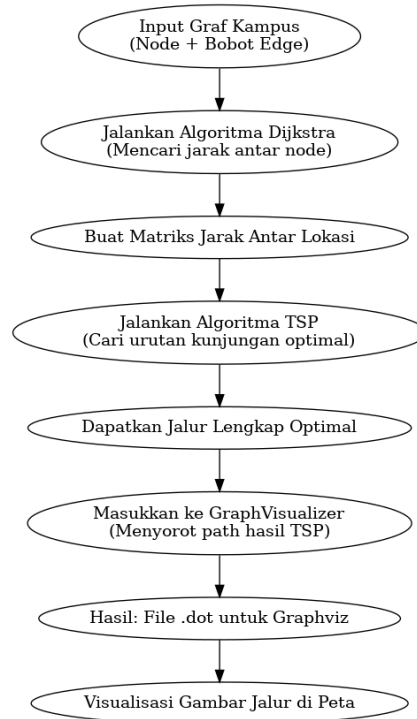 Input Graf Kampus
(Node + Bobot Edge)
Jalankan Algoritma Dijkstra
(Mencari jarak antar node)
Buat Matriks Jarak Antar Lokasi
Jalankan Algoritma TSP
(Cari urutan kunjungan optimal)
Dapatkan Jalur Lengkap Optimal
Masukkan ke GraphVisualizer
(Menyorot path hasil TSP)
Hasil: File .dot untuk Graphviz
Visualisasi Gambar Jalur di Peta